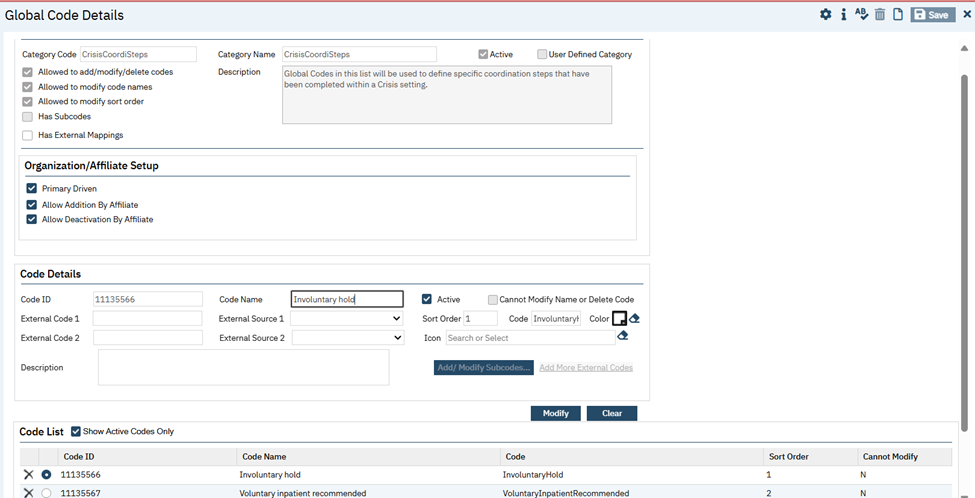 Global Code Details
ABC
Save
Category Code CrisisCoordiSteps Category Name CrisisCoordiSteps Active User Defined Category
Allowed to add/modify/delete codes Description Global Codes in this list will be used to define specific coordination steps that have
been completed within a Crisis setting.
Allowed to modify code names
Allowed to modify sort order
Has Subcodes
Has External Mappings
Organization/Affiliate Setup
Primary Driven
Allow Addition By Affiliate
Allow Deactivation By Affiliate
Code Details
Code ID 11135566 Code Name Involuntary hold Active Cannot Modify Name or Delete Code
External Code 1 External Source 1 Sort Order 1 Code Color
External Code 2 External Source 2 Icon Search or Select
Description Add/ Modify Subcodes... Add More External Codes
Modify Clear
Code List Show Active Codes Only
Code ID Code Name Code Sort Order Cannot Modify
11135566 Involuntary hold InvoluntaryHold 1 N
11135567 Voluntary inpatient recommended VoluntaryInpatientRecommended 2 N